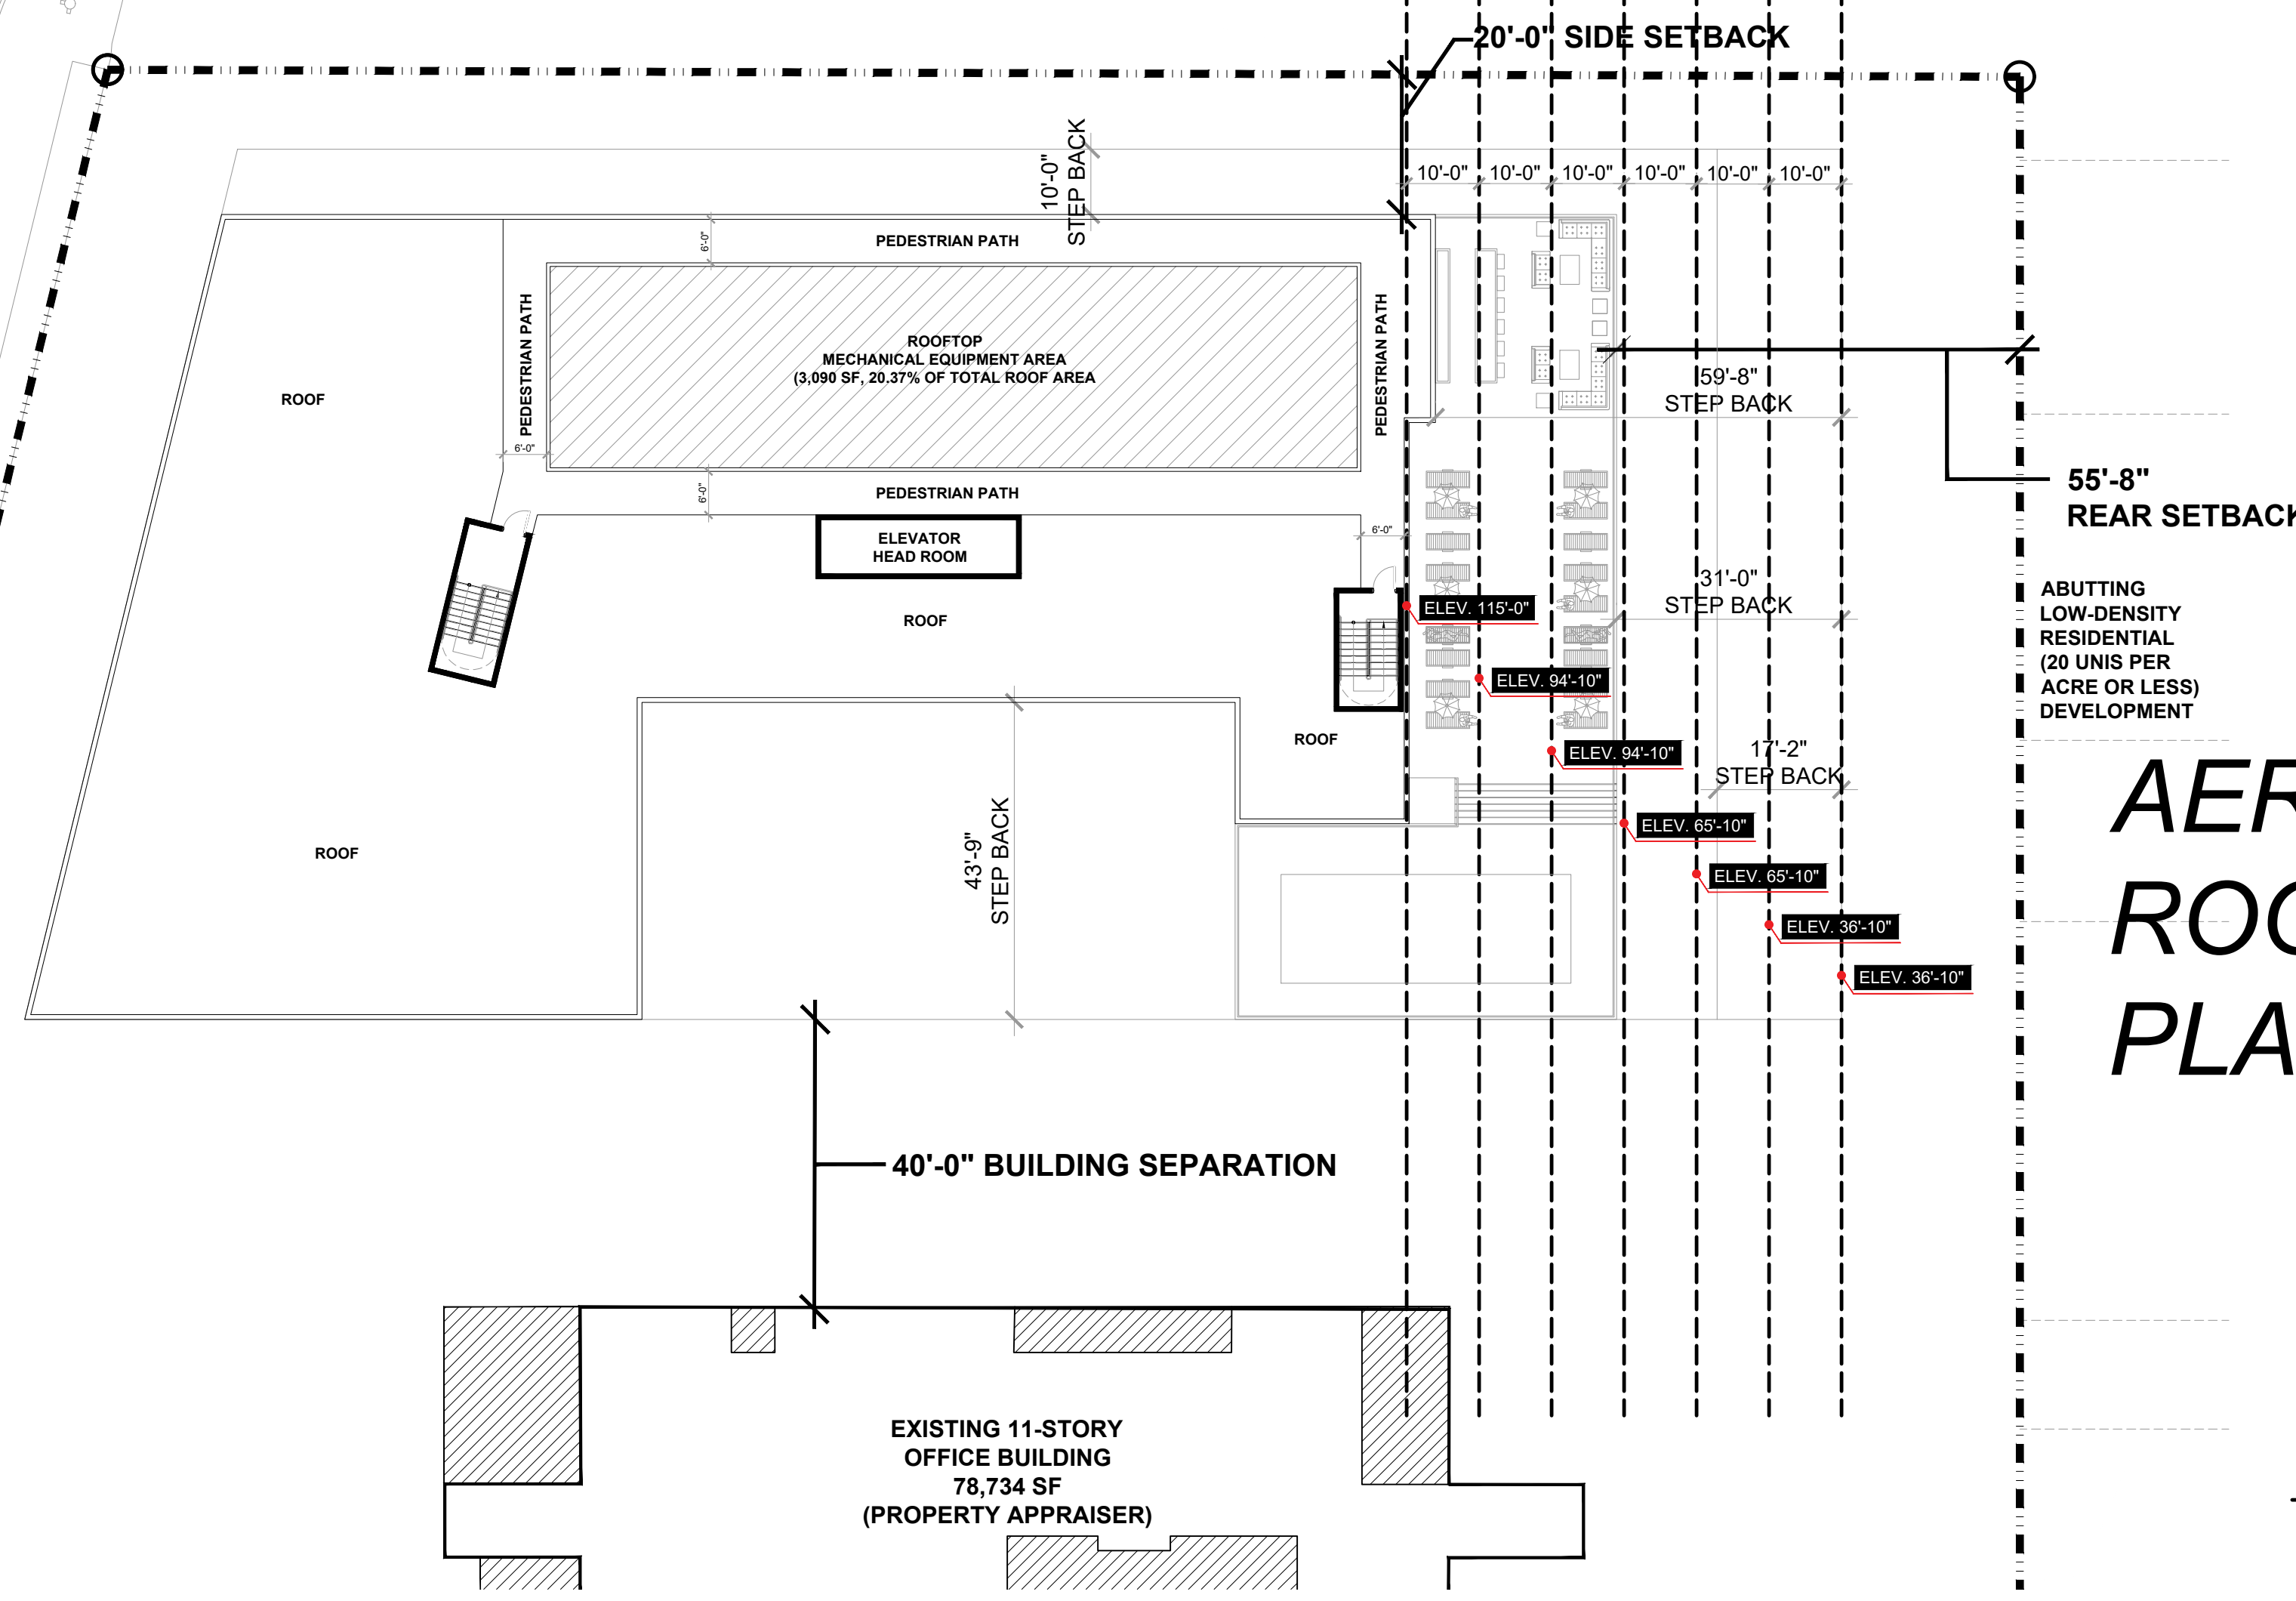 20'-0" SIDE SETBACK
10'-0"
STEP BACK
10'-0" 10'-0" 10'-0" 10'-0" 10'-0" 10'-0"
6'-0"
PEDESTRIAN PATH
PEDESTRIAN PATH
ROOFTOP
MECHANICAL EQUIPMENT AREA
(3,090 SF, 20.37% OF TOTAL ROOF AREA
PEDESTRIAN PATH
ROOF
59'-8"
STEP BACK
6'-0"
55'-8"
REAR SETBACK
6'-0"
PEDESTRIAN PATH
6'-0"
ELEVATOR
HEAD ROOM
31'-0"
STEP BACK
ABUTTING
LOW-DENSITY
RESIDENTIAL
(20 UNIS PER
ACRE OR LESS)
DEVELOPMENT
ELEV. 115'-0"
ROOF
ELEV. 94'-10"
ROOF
ELEV. 94'-10"
17'-2"
STEP BACK
ELEV. 65'-10"
ROOF
43'-9"
STEP BACK
ELEV. 65'-10"
ELEV. 36'-10"
ELEV. 36'-10"
AER
ROO
PLA
40'-0" BUILDING SEPARATION
EXISTING 11-STORY
OFFICE BUILDING
78,734 SF
(PROPERTY APPRAISER)